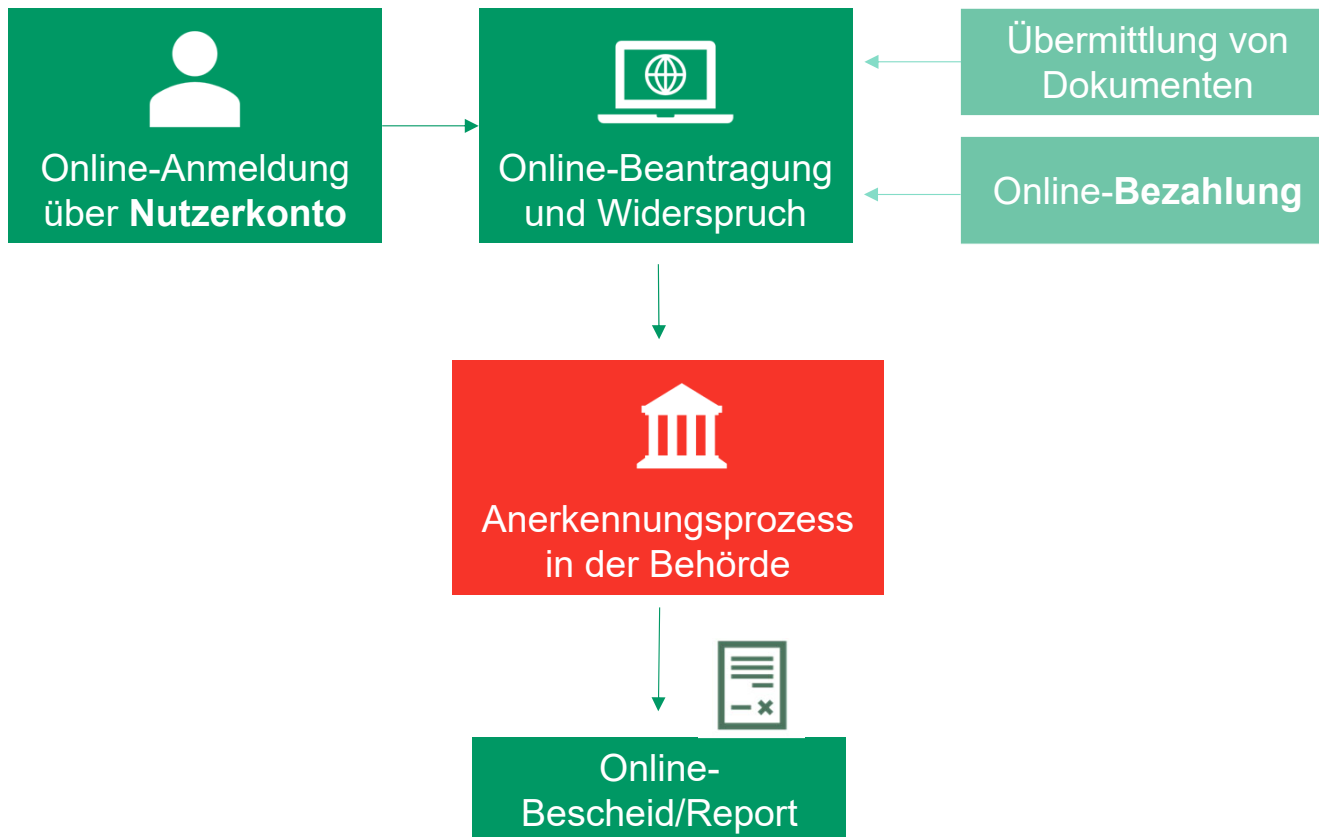 Online-Anmeldung
über Nutzerkonto
Online-Beantragung
und Widerspruch
Übermittlung von
Dokumenten
Online-Bezahlung
Anerkennungsprozess
in der Behörde
Online-
Bescheid/Report